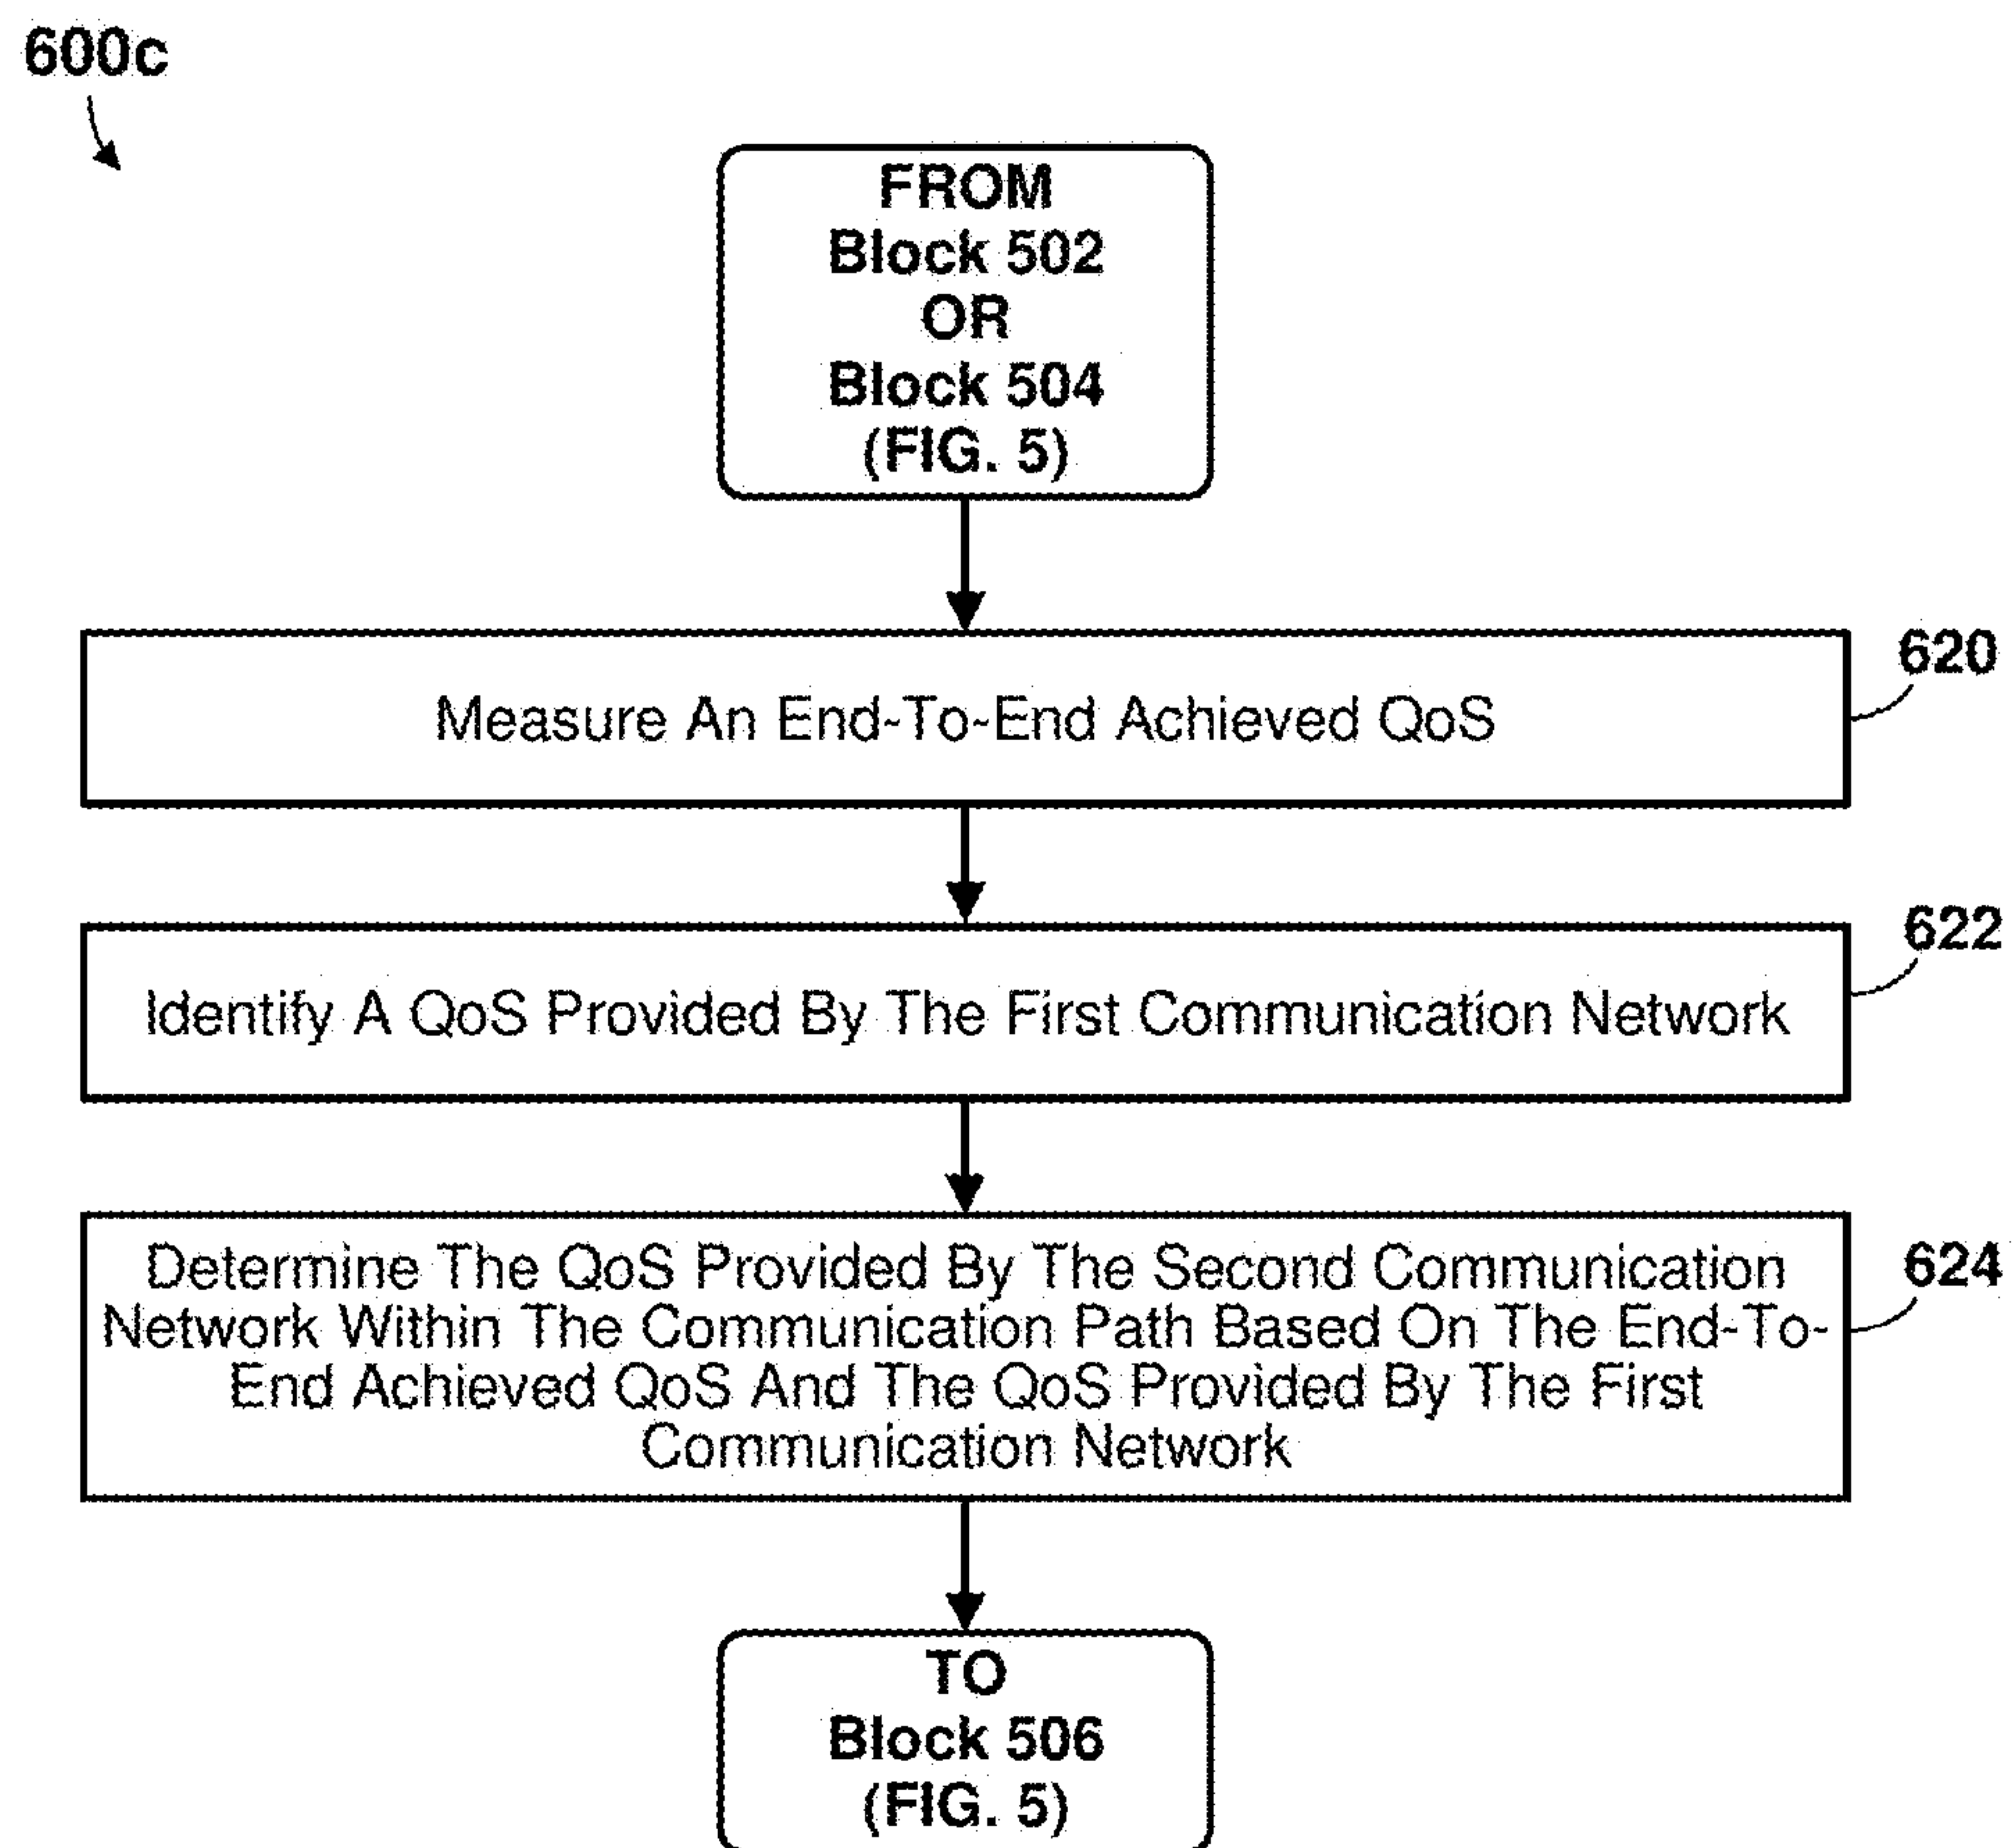 600c
FROM
Block 502
OR
Block 504
(FIG. 5)
620
Measure An End-To-End Achieved QoS
622
Identify A QoS Provided By The First Communication Network
624
Determine The QoS Provided By The Second Communication
Network Within The Communication Path Based On The End-To-
End Achieved QoS And The QoS Provided By The First
Communication Network
TO
Block 506
(FIG. 5)